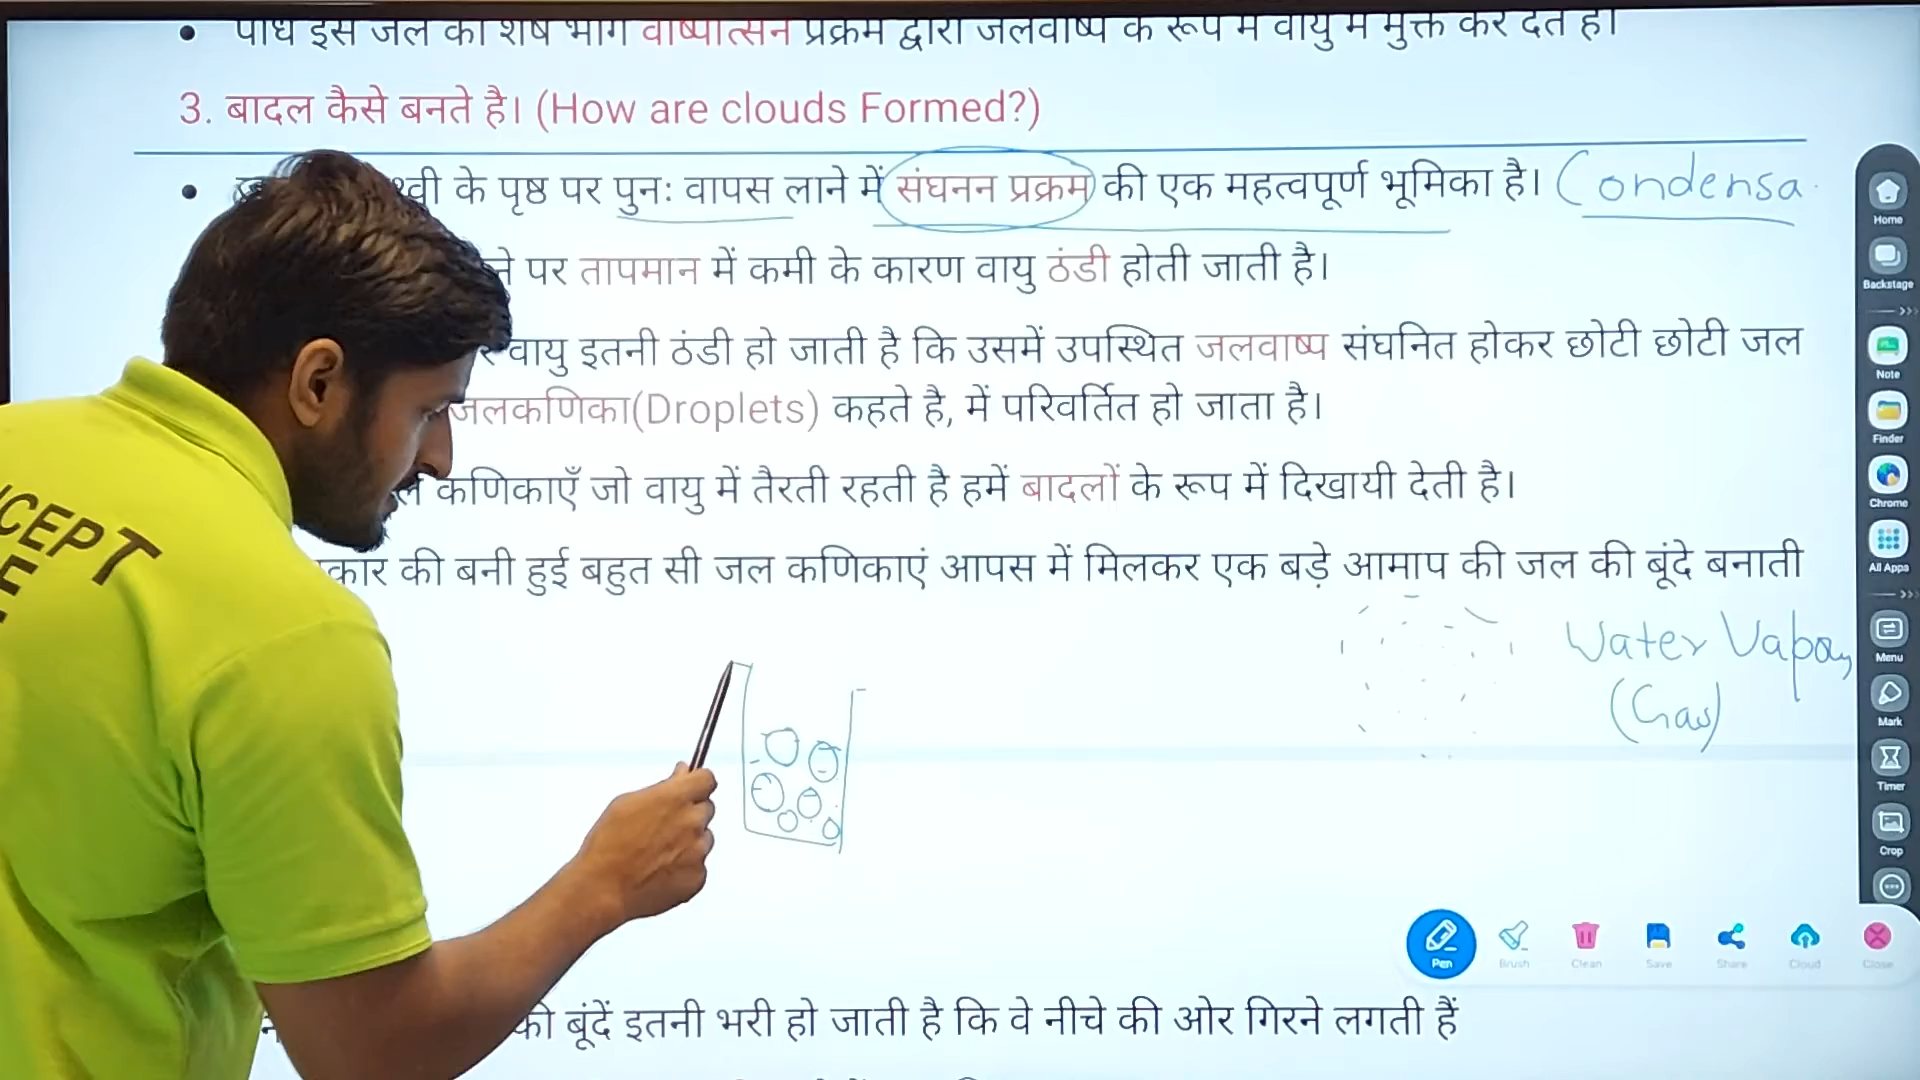 3. बादल कैसे बनते है। (How are clouds Formed?)
के पृष्ठ पर पुनः वापस लाने में संघनन प्रक्रम की एक महत्वपूर्ण भूमिका है। (Condensa
पर तापमान में कमी के कारण वायु ठंडी होती जाती है।
वायु इतनी ठंडी हो जाती है कि उसमें उपस्थित जलवाष्प संघनित होकर छोटी छोटी जल
जलकणिका(Droplets) कहते है, में परिवर्तित हो जाता है।
कणिकाएँ जो वायु में तैरती रहती है हमें बादलों के रूप में दिखायी देती है।
की बनी हुई बहुत सी जल कणिकाएं आपस में मिलकर एक बड़े आमाप की जल की बूंदे बनाती
Water Vapour
(Gas)
की बूंदें इतनी भरी हो जाती है कि वे नीचे की ओर गिरने लगती हैं
Home
Backstage
Note
Finder
Chrome
All Apps
Menu
Mark
Timer
Crop
Pen Brush Clean Save Share Cloud Close